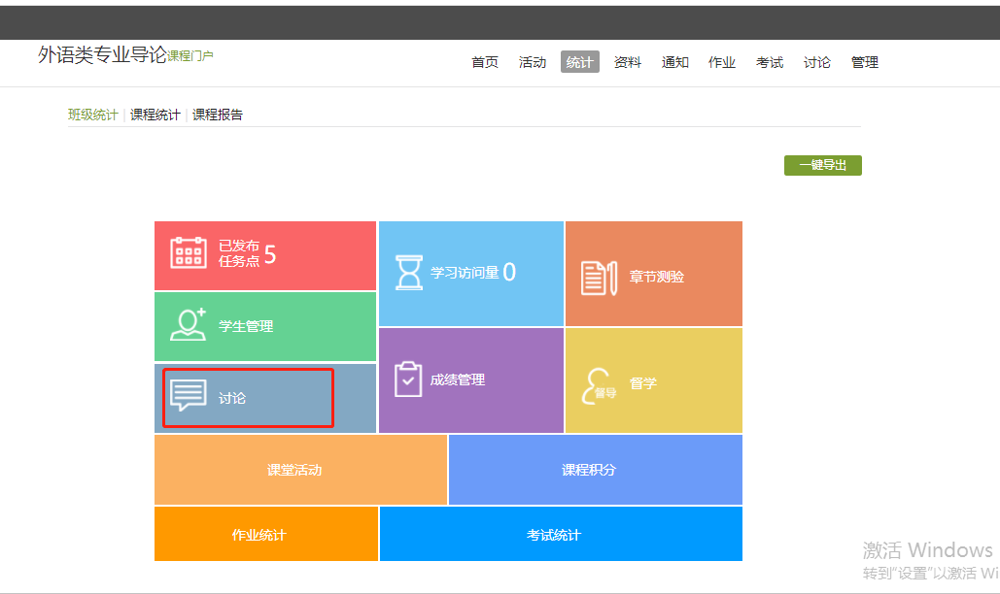 外语类专业导论课程门户
首页 活动 统计 资料 通知 作业 考试 讨论 管理
班级统计 | 课程统计 | 课程报告
一键导出
已发布
任务点 5
学习访问量 0
章节测验
学生管理
成绩管理
督导
督学
讨论
课堂活动
课程积分
作业统计
考试统计
激活 Windows
转到“设置”以激活 Wi